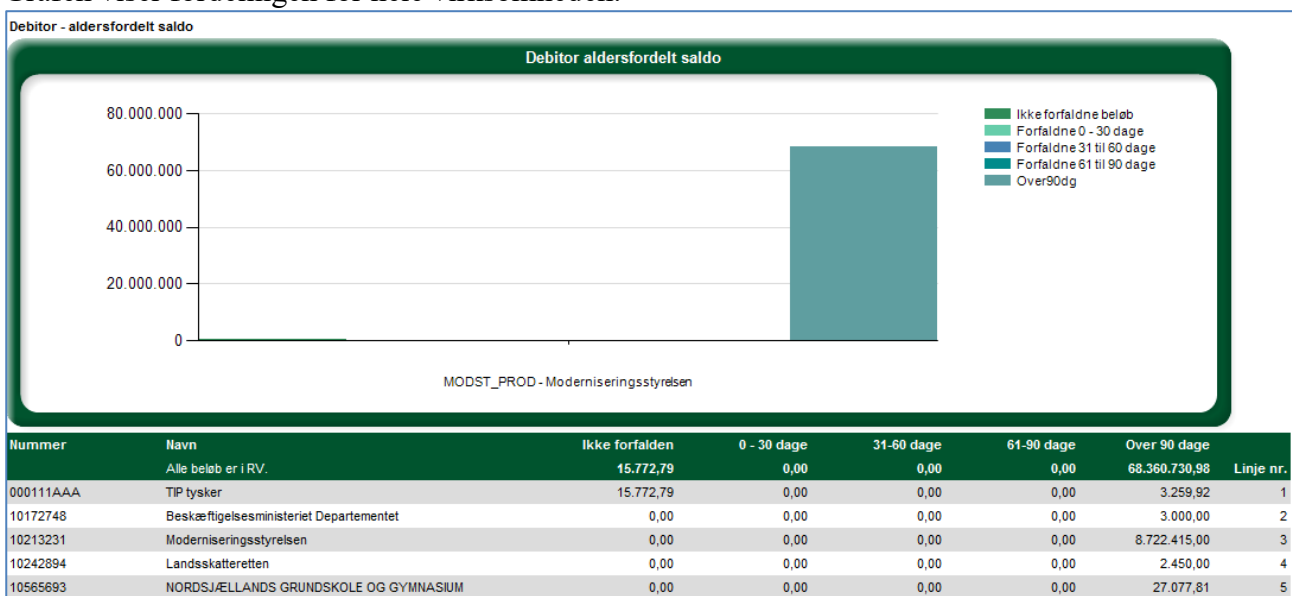 Grafen viser fordelingen for hele virksomheden.
Debitor - aldersfordelt saldo
Debitor aldersfordelt saldo
80.000.000
60.000.000
40.000.000
20.000.000
0
Ikke forfaldne beløb
Forfaldne 0 - 30 dage
Forfaldne 31 til 60 dage
Forfaldne 61 til 90 dage
Over90dg
MODST_PROD - Moderniseringsstyrelsen
Nummer Navn Ikke forfalden 0 - 30 dage 31-60 dage 61-90 dage Over 90 dage
Alle beløb er i RV. 15.772,79 0,00 0,00 0,00 68.360.730,98 Linje nr.
000111AAA TIP tysker 15.772,79 0,00 0,00 0,00 3.259,92 1
10172748 Beskæftigelsesministeriet Departementet 0,00 0,00 0,00 0,00 3.000,00 2
10213231 Moderniseringsstyrelsen 0,00 0,00 0,00 0,00 8.722.415,00 3
10242894 Landsskatteretten 0,00 0,00 0,00 0,00 2.450,00 4
10565693 NORDSJÆLLANDS GRUNDSKOLE OG GYMNASIUM 0,00 0,00 0,00 0,00 27.077,81 5